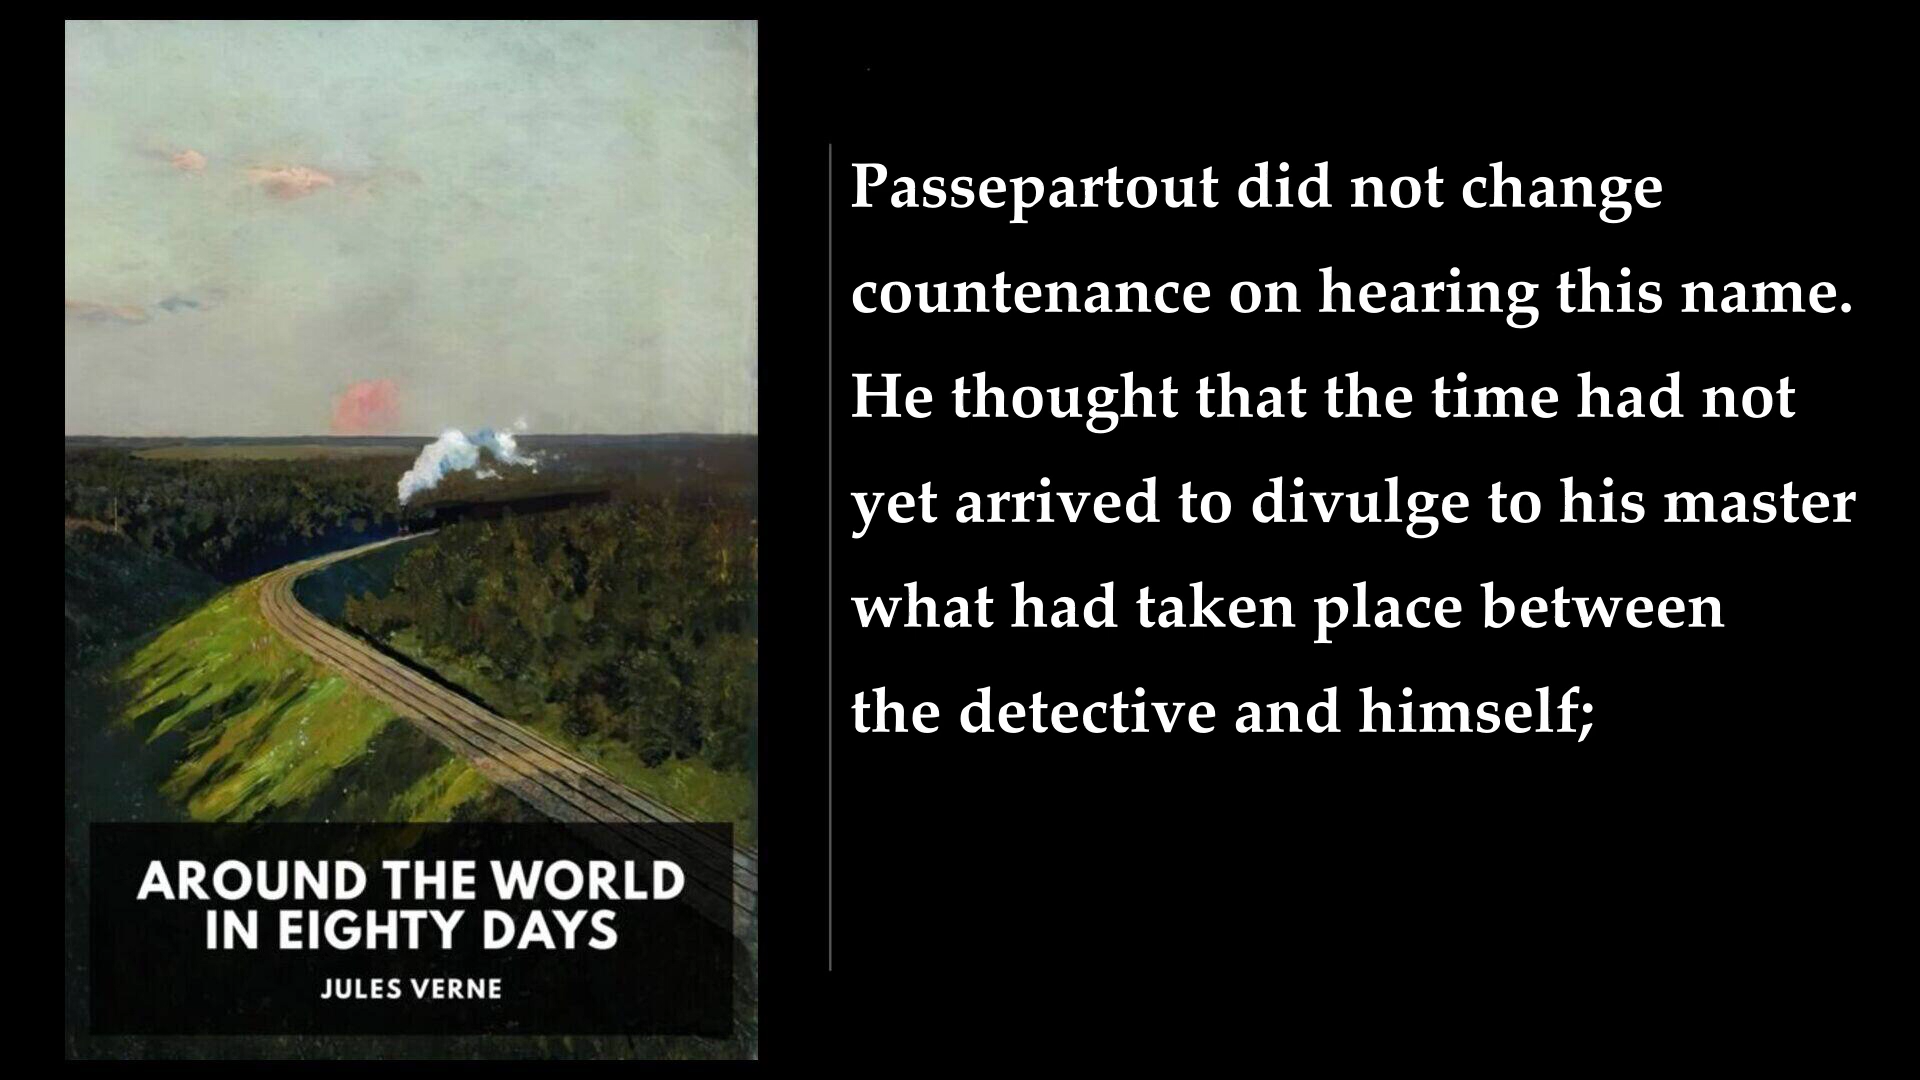 Passepartout did not change
countenance on hearing this name.
He thought that the time had not
yet arrived to divulge to his master
what had taken place between
the detective and himself;
AROUND THE WORLD
IN EIGHTY DAYS
JULES VERNE